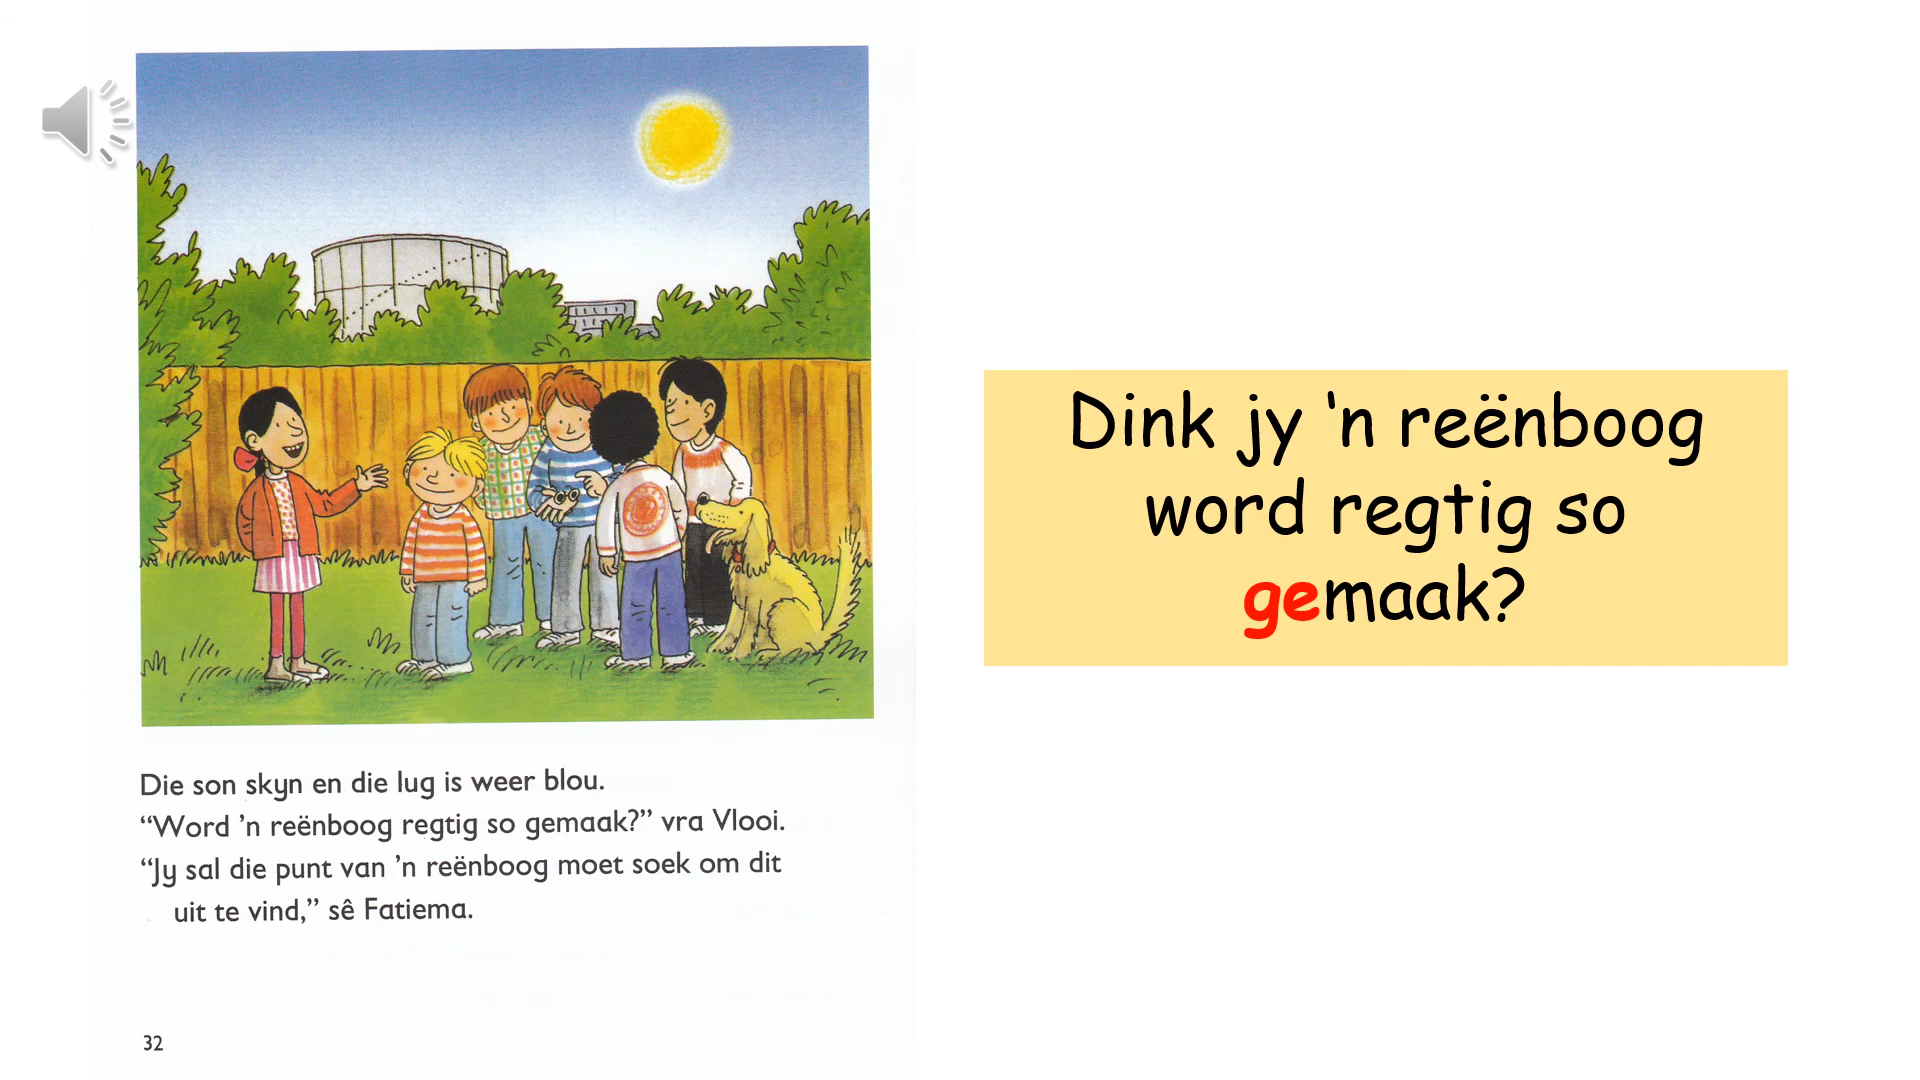 Die son skyn en die lug is weer blou.
“Word ’n reënboog regtig so gemaak?” vra Vlooi.
“Jy sal die punt van ’n reënboog moet soek om dit
uit te vind,” sê Fatiema.
32
Dink jy ‘n reënboog
word regtig so
gemaak?